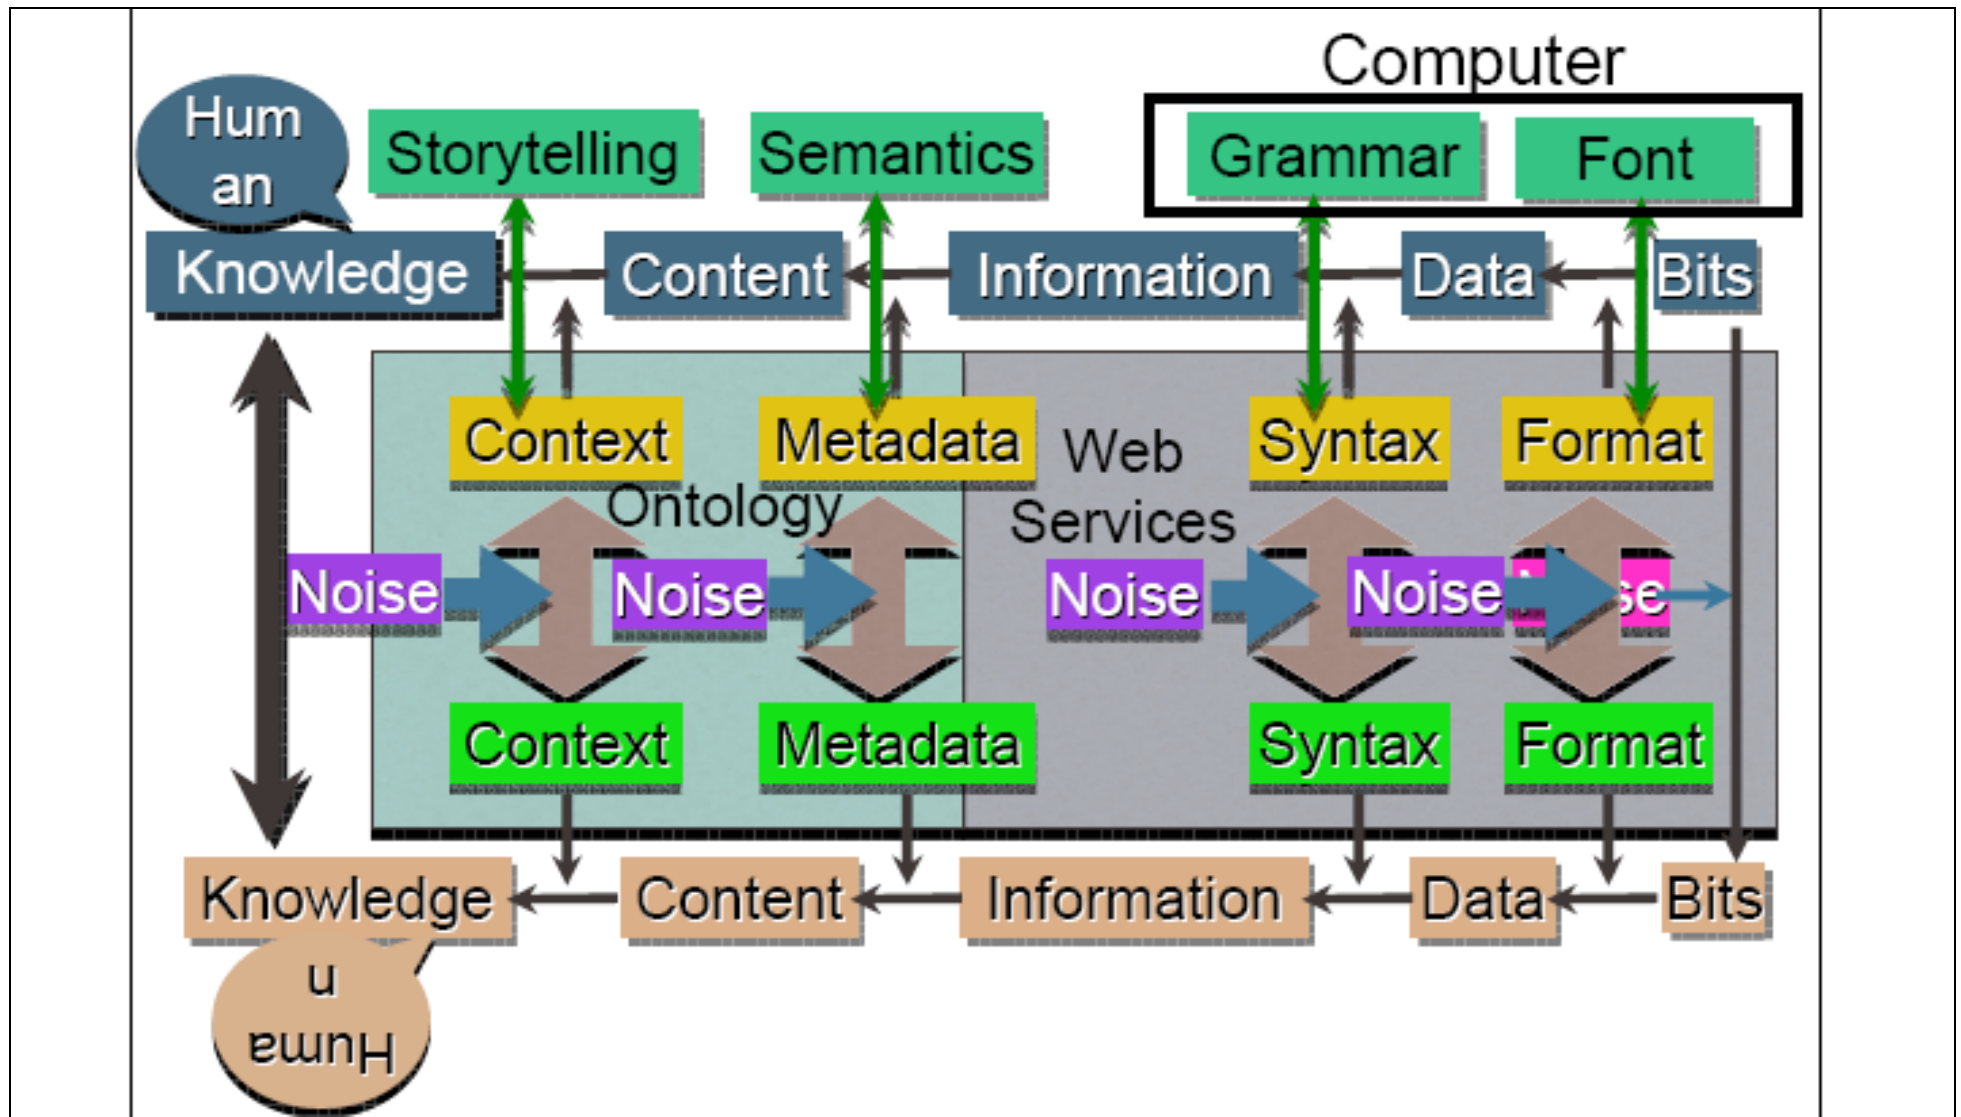 Computer
Hum
an
Storytelling
Semantics
Grammar
Font
Knowledge
Content
Information
Data
Bits
Context
Metadata
Web
Services
Syntax
Format
Ontology
Noise
Noise
Noise
Noise
Context
Metadata
Syntax
Format
Knowledge
Content
Information
Data
Bits
Huma
n